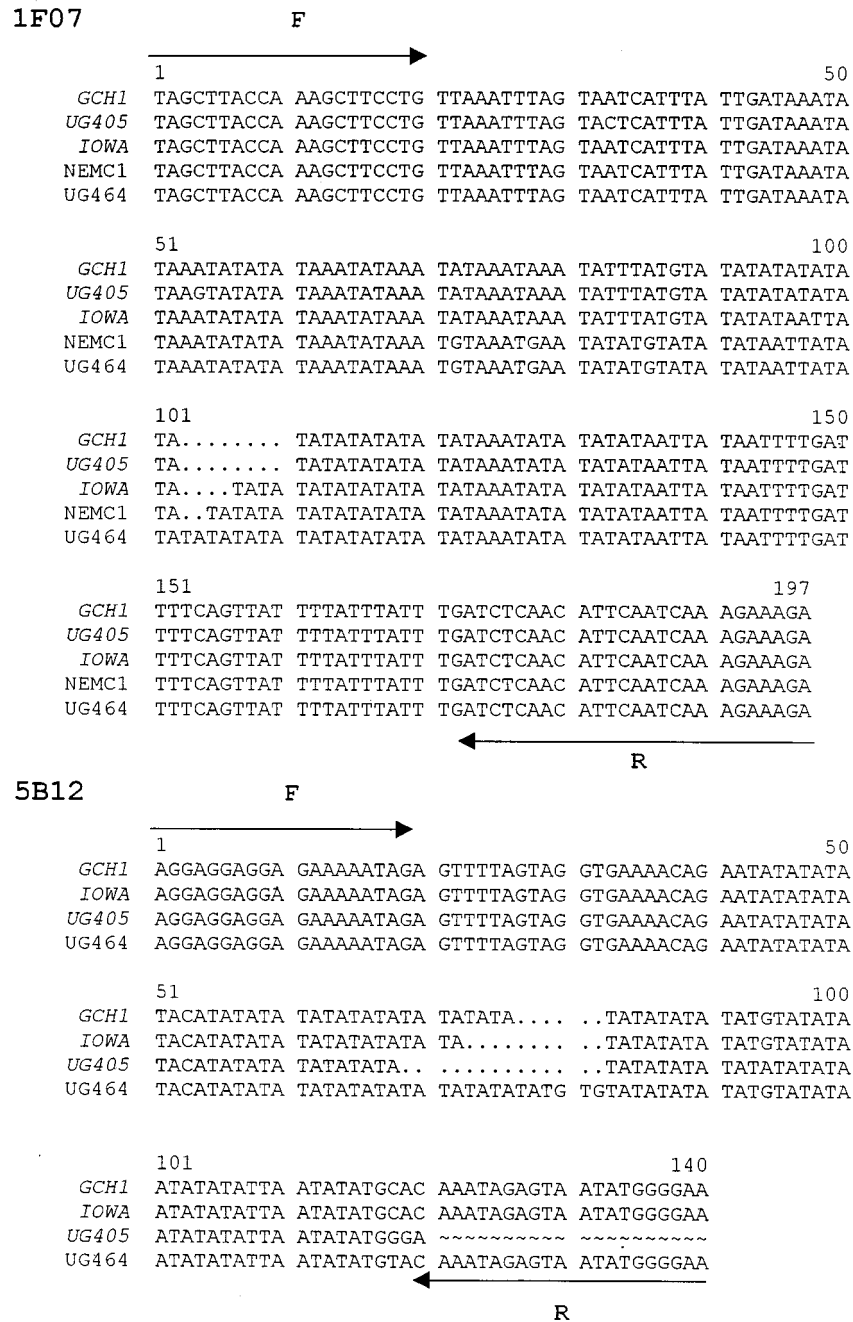 1F07 F
1 50
GCH1 TAGCTTACCA AAGCTTCCTG TTAAATTTAG TAATCATTTA TTGATAAATA
UG405 TAGCTTACCA AAGCTTCCTG TTAAATTTAG TACTCATTTA TTGATAAATA
IOWA TAGCTTACCA AAGCTTCCTG TTAAATTTAG TAATCATTTA TTGATAAATA
NEMC1 TAGCTTACCA AAGCTTCCTG TTAAATTTAG TAATCATTTA TTGATAAATA
UG464 TAGCTTACCA AAGCTTCCTG TTAAATTTAG TAATCATTTA TTGATAAATA
51 100
GCH1 TAAATATATA TAAATATAAA TATAAATAAA TATTTATGTA TATATATATA
UG405 TAAGTATATA TAAATATAAA TATAAATAAA TATTTATGTA TATATATATA
IOWA TAAATATATA TAAATATAAA TATAAATAAA TATTTATGTA TATATAATTA
NEMC1 TAAATATATA TAAATATAAA TGTAAATGAA TATATGTATA TATAATTATA
UG464 TAAATATATA TAAATATAAA TGTAAATGAA TATATGTATA TATAATTATA
101 150
GCH1 TA........ TATATATATA TATAAATATA TATATAATTA TAATTTTGAT
UG405 TA........ TATATATATA TATAAATATA TATATAATTA TAATTTTGAT
IOWA TA....TATA TATATATATA TATAAATATA TATATAATTA TAATTTTGAT
NEMC1 TA..TATATA TATATATATA TATAAATATA TATATAATTA TAATTTTGAT
UG464 TATATATATA TATATATATA TATAAATATA TATATAATTA TAATTTTGAT
151 197
GCH1 TTTCAGTTAT TTTATTTATT TGATCTCAAC ATTCAATCAA AGAAAGA
UG405 TTTCAGTTAT TTTATTTATT TGATCTCAAC ATTCAATCAA AGAAAGA
IOWA TTTCAGTTAT TTTATTTATT TGATCTCAAC ATTCAATCAA AGAAAGA
NEMC1 TTTCAGTTAT TTTATTTATT TGATCTCAAC ATTCAATCAA AGAAAGA
UG464 TTTCAGTTAT TTTATTTATT TGATCTCAAC ATTCAATCAA AGAAAGA
R
5B12 F
1 50
GCH1 AGGAGGAGGA GAAAAATAGA GTTTTAGTAG GTGAAAACAG AATATATATA
IOWA AGGAGGAGGA GAAAAATAGA GTTTTAGTAG GTGAAAACAG AATATATATA
UG405 AGGAGGAGGA GAAAAATAGA GTTTTAGTAG GTGAAAACAG AATATATATA
UG464 AGGAGGAGGA GAAAAATAGA GTTTTAGTAG GTGAAAACAG AATATATATA
51 100
GCH1 TACATATATA TATATATATA TATATA.... ..TATATATA TATGTATATA
IOWA TACATATATA TATATATATA TA........ ..TATATATA TATGTATATA
UG405 TACATATATA TATATATA.. .......... ..TATATATA TATATATATA
UG464 TACATATATA TATATATATA TATATATATG TGTATATATA TATGTATATA
101 140
GCH1 ATATATATTA ATATATGCAC AAATAGAGTA ATATGGGGAA
IOWA ATATATATTA ATATATGCAC AAATAGAGTA ATATGGGGAA
UG405 ATATATATTA ATATATGGGA ~~~~~~~~~~ ~~~~~~~~~~
UG464 ATATATATTA ATATATGTAC AAATAGAGTA ATATGGGGAA
R